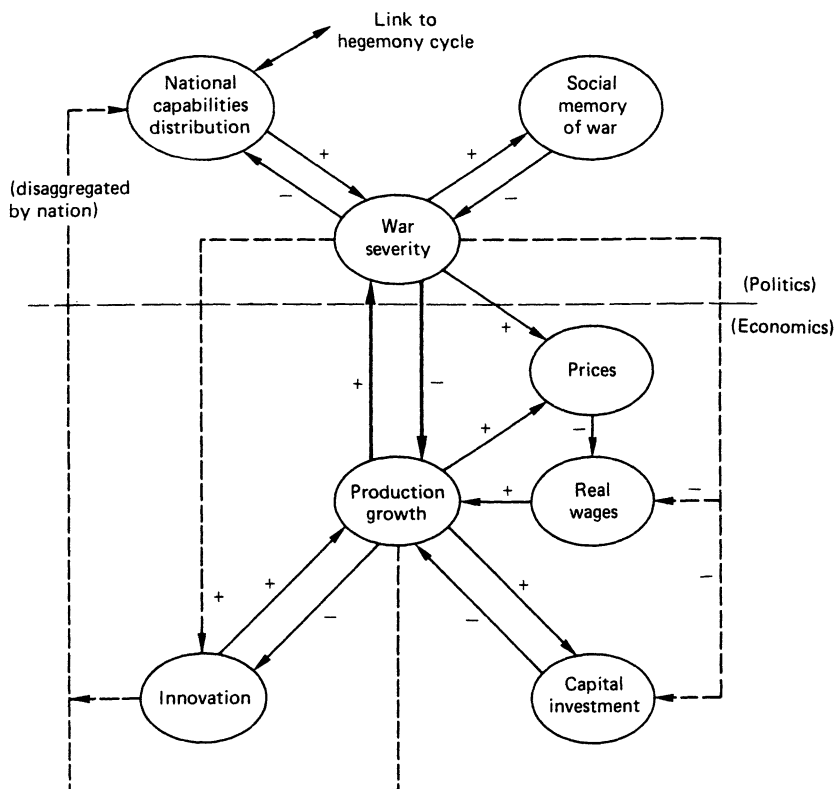 Link to
hegemony cycle
National
capabilities
distribution
Social
memory
of war
+
+
−
−
(disaggregated
by nation)
War
severity
(Politics)
(Economics)
+
Prices
+
−
+
−
Production
growth
+
Real
wages
−
+
+
−
+
−
−
Innovation
Capital
investment